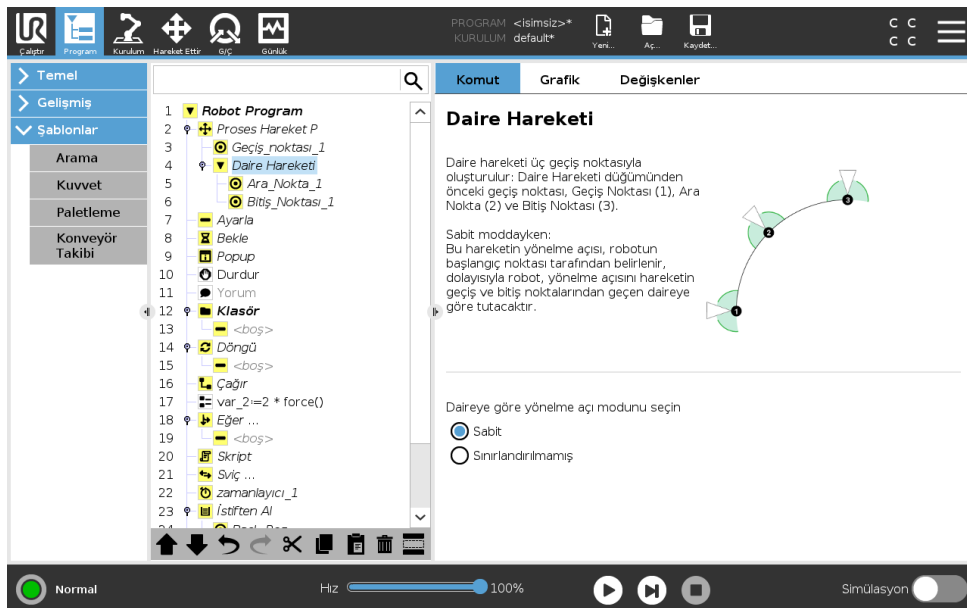 Çalıştır
Program
Kurulum
Hareket Ettir
G/Ç
Günlük
PROGRAM <isimsiz>*
KURULUM default*
Yeni...
Aç...
Kaydet...
C C
C C
Temel
Gelişmiş
Şablonlar
Arama
Kuvvet
Paletleme
Konveyör
Takibi
1 Robot Program
2 Proses Hareket P
3 Geçiş_noktası_1
4 Daire Hareketi
5 Ara_Nokta_1
6 Bitiş_Noktası_1
7 Ayarla
8 Bekle
9 Popup
10 Durdur
11 Yorum
12 Klasör
13 <boş>
14 Döngü
15 <boş>
16 Çağır
17 var_2:=2 * force()
18 Eğer ...
19 <boş>
20 Skript
21 Sviç ...
22 zamanlayıcı_1
23 İstiften Al
Komut
Grafik
Değişkenler
Daire Hareketi
Daire hareketi üç geçiş noktasıyla
oluşturulur: Daire Hareketi düğümünden
önceki geçiş noktası, Geçiş Noktası (1), Ara
Nokta (2) ve Bitiş Noktası (3).
Sabit moddayken:
Bu hareketin yönelme açısı, robotun
başlangıç noktası tarafından belirlenir,
dolayısıyla robot, yönelme açısını hareketin
geçiş ve bitiş noktalarından geçen daireye
göre tutacaktır.
3
2
1
Daireye göre yönelme açı modunu seçin
Sabit
Sınırlandırılmamış
Normal
Hız
100%
Simülasyon